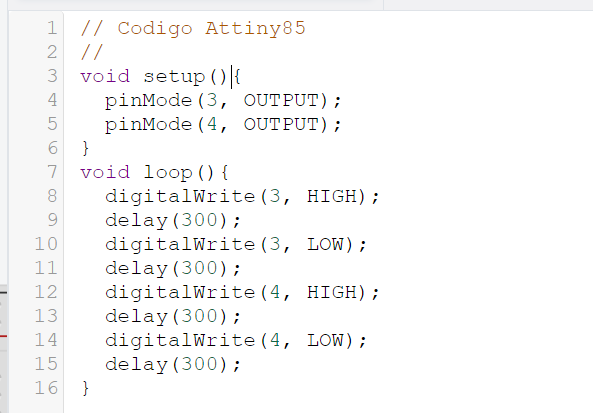 1 // Codigo Attiny85
2 //
3 void setup(){
4   pinMode(3, OUTPUT);
5   pinMode(4, OUTPUT);
6 }
7 void loop(){
8   digitalWrite(3, HIGH);
9   delay(300);
10   digitalWrite(3, LOW);
11   delay(300);
12   digitalWrite(4, HIGH);
13   delay(300);
14   digitalWrite(4, LOW);
15   delay(300);
16 }